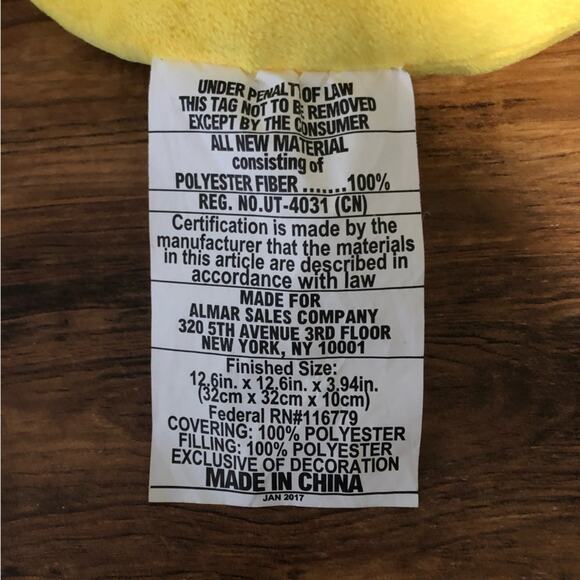 UNDER PENALTY OF LAW
THIS TAG NOT TO BE REMOVED
EXCEPT BY THE CONSUMER
ALL NEW MATERIAL
consisting of
POLYESTER FIBER .......100%
REG. NO.UT-4031 (CN)
Certification is made by the
manufacturer that the materials
in this article are described in
accordance with law
MADE FOR
ALMAR SALES COMPANY
320 5TH AVENUE 3RD FLOOR
NEW YORK, NY 10001
Finished Size:
12.6in. x 12.6in. x 3.94in.
(32cm x 32cm x 10cm)
Federal RN#116779
COVERING: 100% POLYESTER
FILLING: 100% POLYESTER
EXCLUSIVE OF DECORATION
MADE IN CHINA
JAN 2017